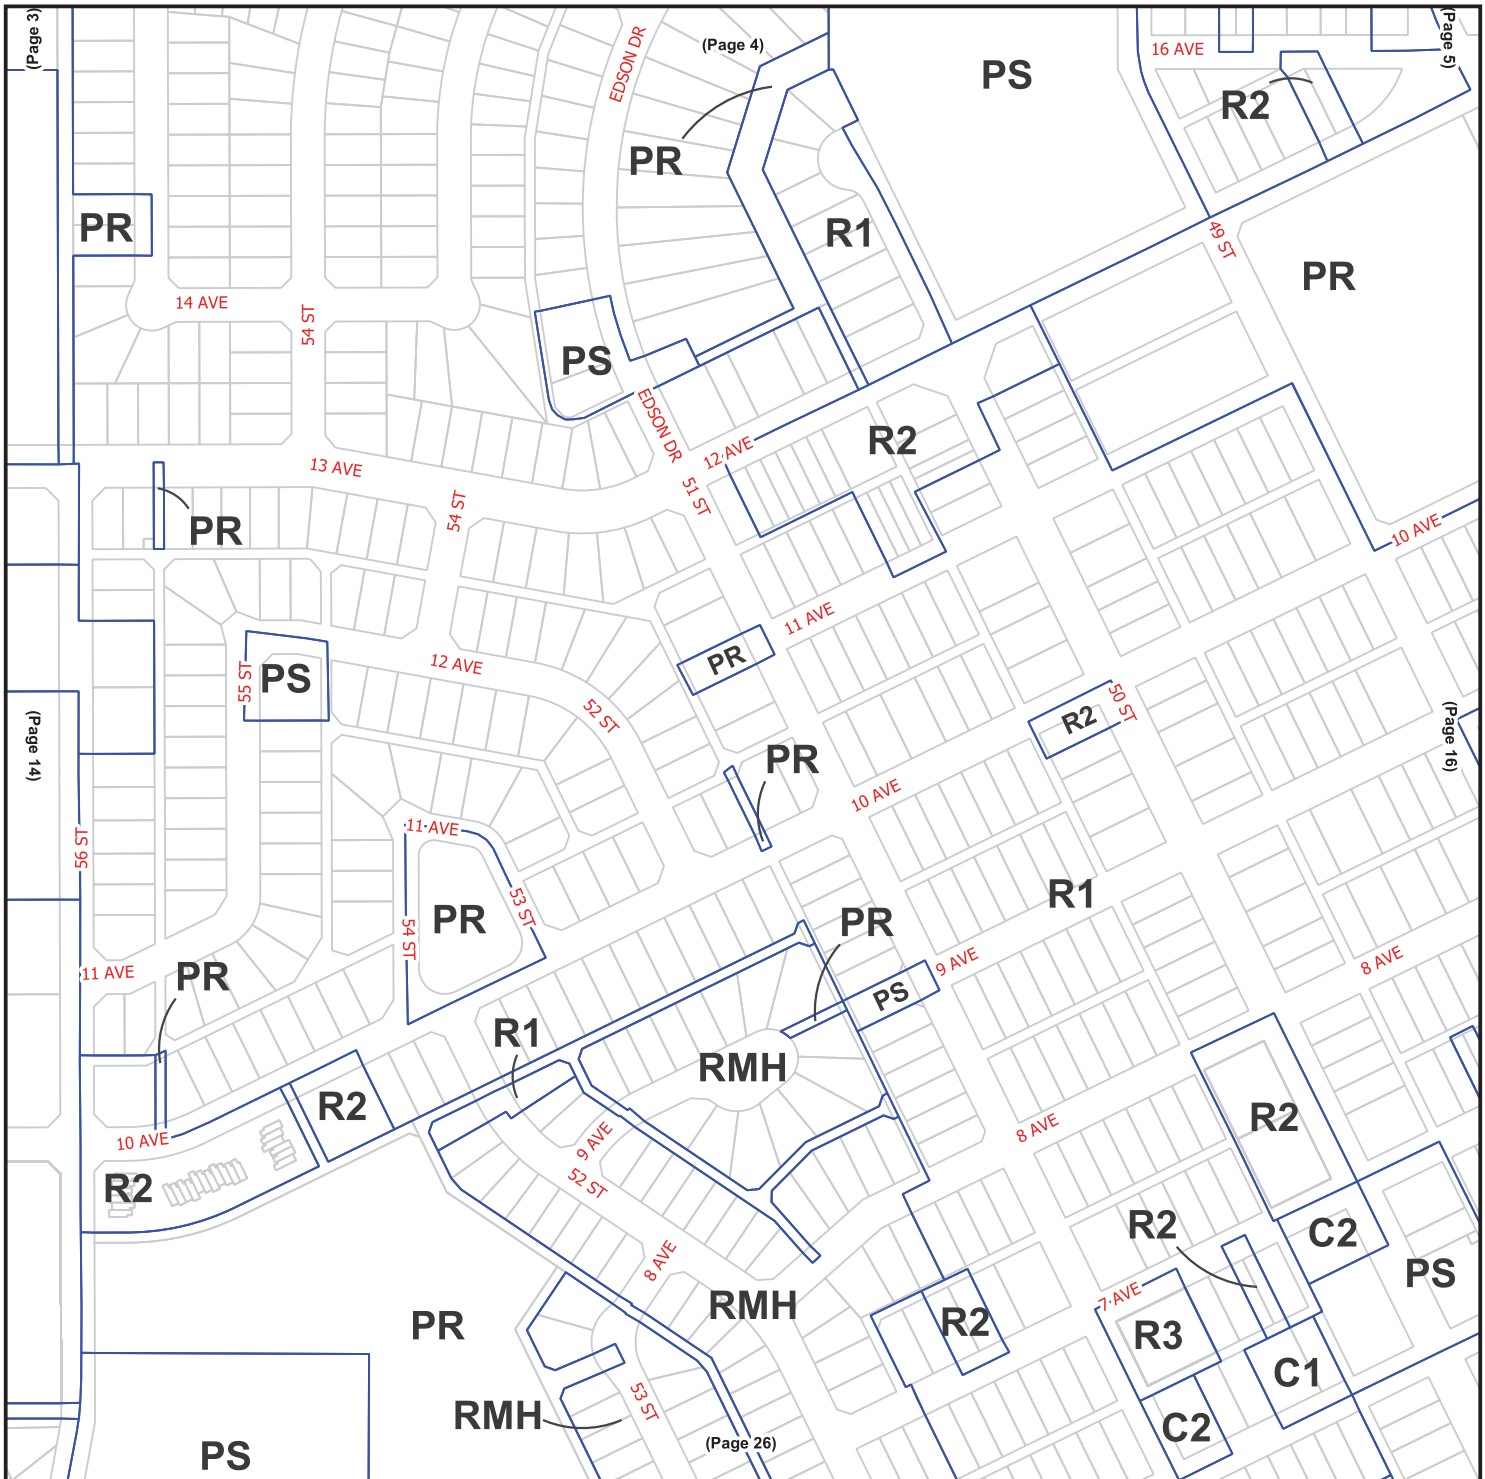 (Page 3)
EDSON DR
(Page 4)
PS
16 AVE
(Page 5)
R2
PR
PR
R1
49 ST
PR
14 AVE
54 ST
PS
EDSON DR
12 AVE
R2
13 AVE
54 ST
51 ST
PR
10 AVE
11 AVE
PR
55 ST
PS
12 AVE
52 ST
50 ST
R2
(Page 14)
(Page 16)
PR
10 AVE
56 ST
11 AVE
R1
53 ST
PR
54 ST
PR
9 AVE
8 AVE
11 AVE
PR
PS
R1
RMH
R2
R2
10 AVE
9 AVE
8 AVE
52 ST
R2
R2
C2
8 AVE
PS
7 AVE
RMH
PR
R2
R3
C1
RMH
53 ST
C2
(Page 26)
PS